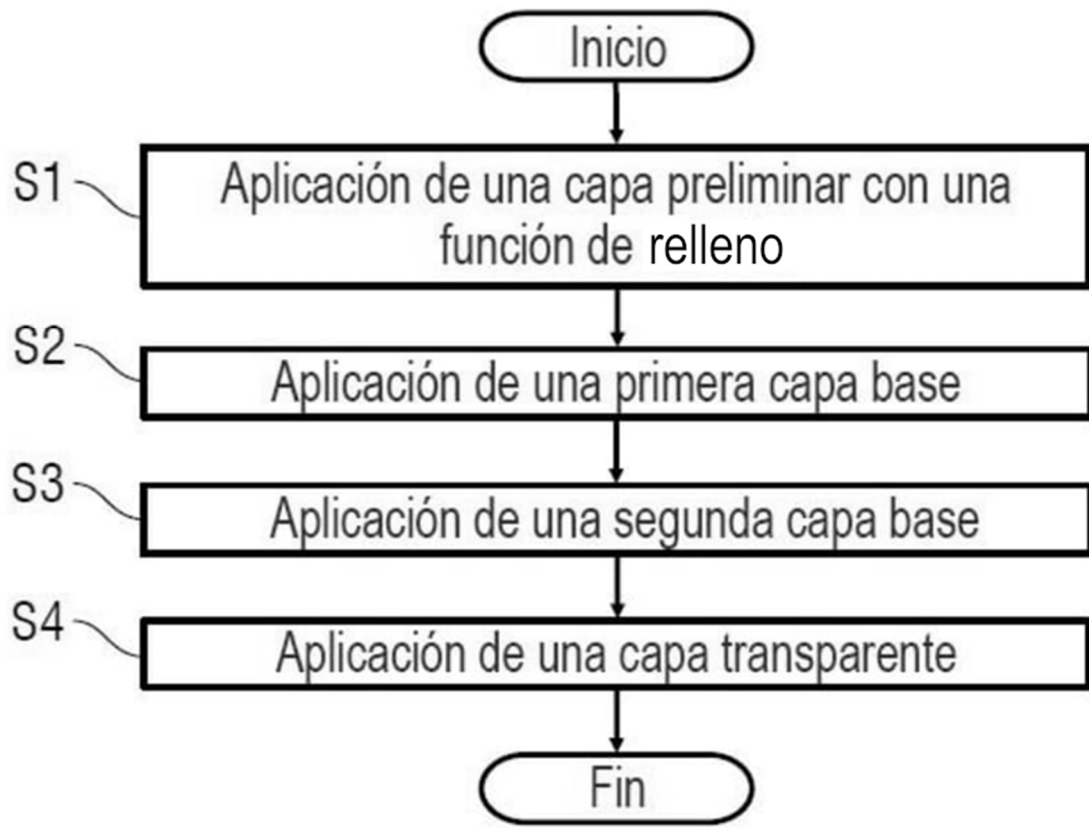 Inicio
S1
Aplicación de una capa preliminar con una
función de relleno
S2
Aplicación de una primera capa base
S3
Aplicación de una segunda capa base
S4
Aplicación de una capa transparente
Fin